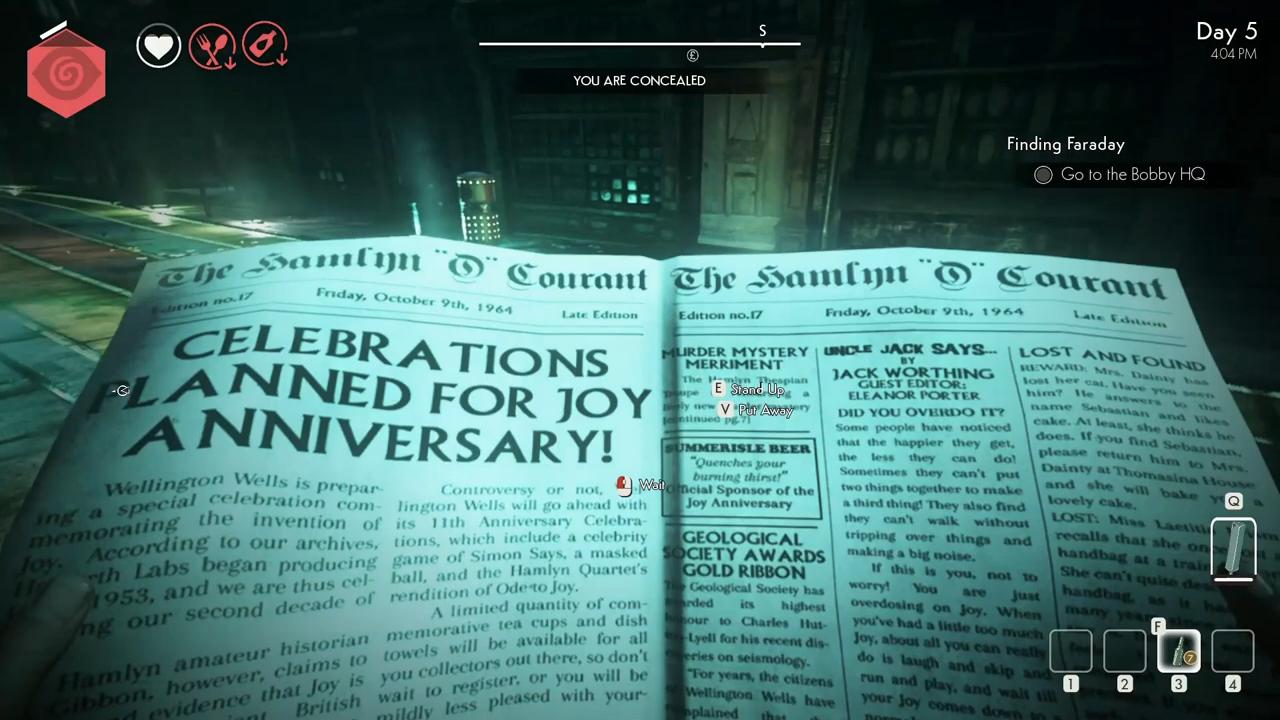 S
YOU ARE CONCEALED
Day 5
4:04 PM
Finding Faraday
Go to the Bobby HQ
The Hamlyn "O" Courant
Edition no.17
Friday, October 9th, 1964
Late Edition
CELEBRATIONS
PLANNED FOR JOY
ANNIVERSARY!
Wellington Wells is prepar-
ing a special celebration com-
memorating the invention of
Joy. According to our archives,
Labs began producing
1953, and we are thus cel-
our second decade of
Hamlyn amateur historian
Gibbon, however, claims to
evidence that Joy is
British
Controversy or not,
lington Wells will go ahead with
its 11th Anniversary Celebra-
tions, which include a celebrity
game of Simon Says, a masked
ball, and the Hamlyn Quartet's
rendition of Ode to Joy.
A limited quantity of com-
memorative tea cups and dish
towels will be available for all
you collectors out there, so don't
wait to register, or you will be
mildly less pleased with your-
The Hamlyn "O" Courant
Edition no.17
Friday, October 9th, 1964
Late Edition
MURDER MYSTERY
MERRIMENT
The Hamlyn Thespian
[continued pg.7]
SUMMERISLE BEER
"Quenches your
burning thirst!"
Official Sponsor of the
Joy Anniversary
GEOLOGICAL
SOCIETY AWARDS
GOLD RIBBON
Geological Society has
its highest
to Charles Hut-
Lyell for his recent dis-
on seismology.
"For years, the citizens
Wellington Wells have
that
UNCLE JACK SAYS...
BY
JACK WORTHING
GUEST EDITOR:
ELEANOR PORTER
DID YOU OVERDO IT?
Some people have noticed
that the happier they get,
the less they can do!
Sometimes they can't put
two things together to make
a third thing! They also find
they can't walk without
tripping over things and
making a big noise.
If this is you, not to
worry! You are just
overdosing on Joy. When
you've had a little too much
Joy, about all you can really
do is laugh and skip and
run and play, and wait till
your Joy comes down to
LOST AND FOUND
REWARD: Mrs. Dainty has
lost her cat. Have you seen
him? He answers to the
name Sebastian and likes
cake. At least, she thinks he
does. If you find Sebastian,
please return him to Mrs.
Dainty at Thomasina House
and she will bake
lovely cake.
LOST: Miss Laetitia
recalls that she once
handbag at a train
She can't quite
handbag, as it
many years
E Stand Up
V Put Away
Wait
Q
F
7
1
2
3
4